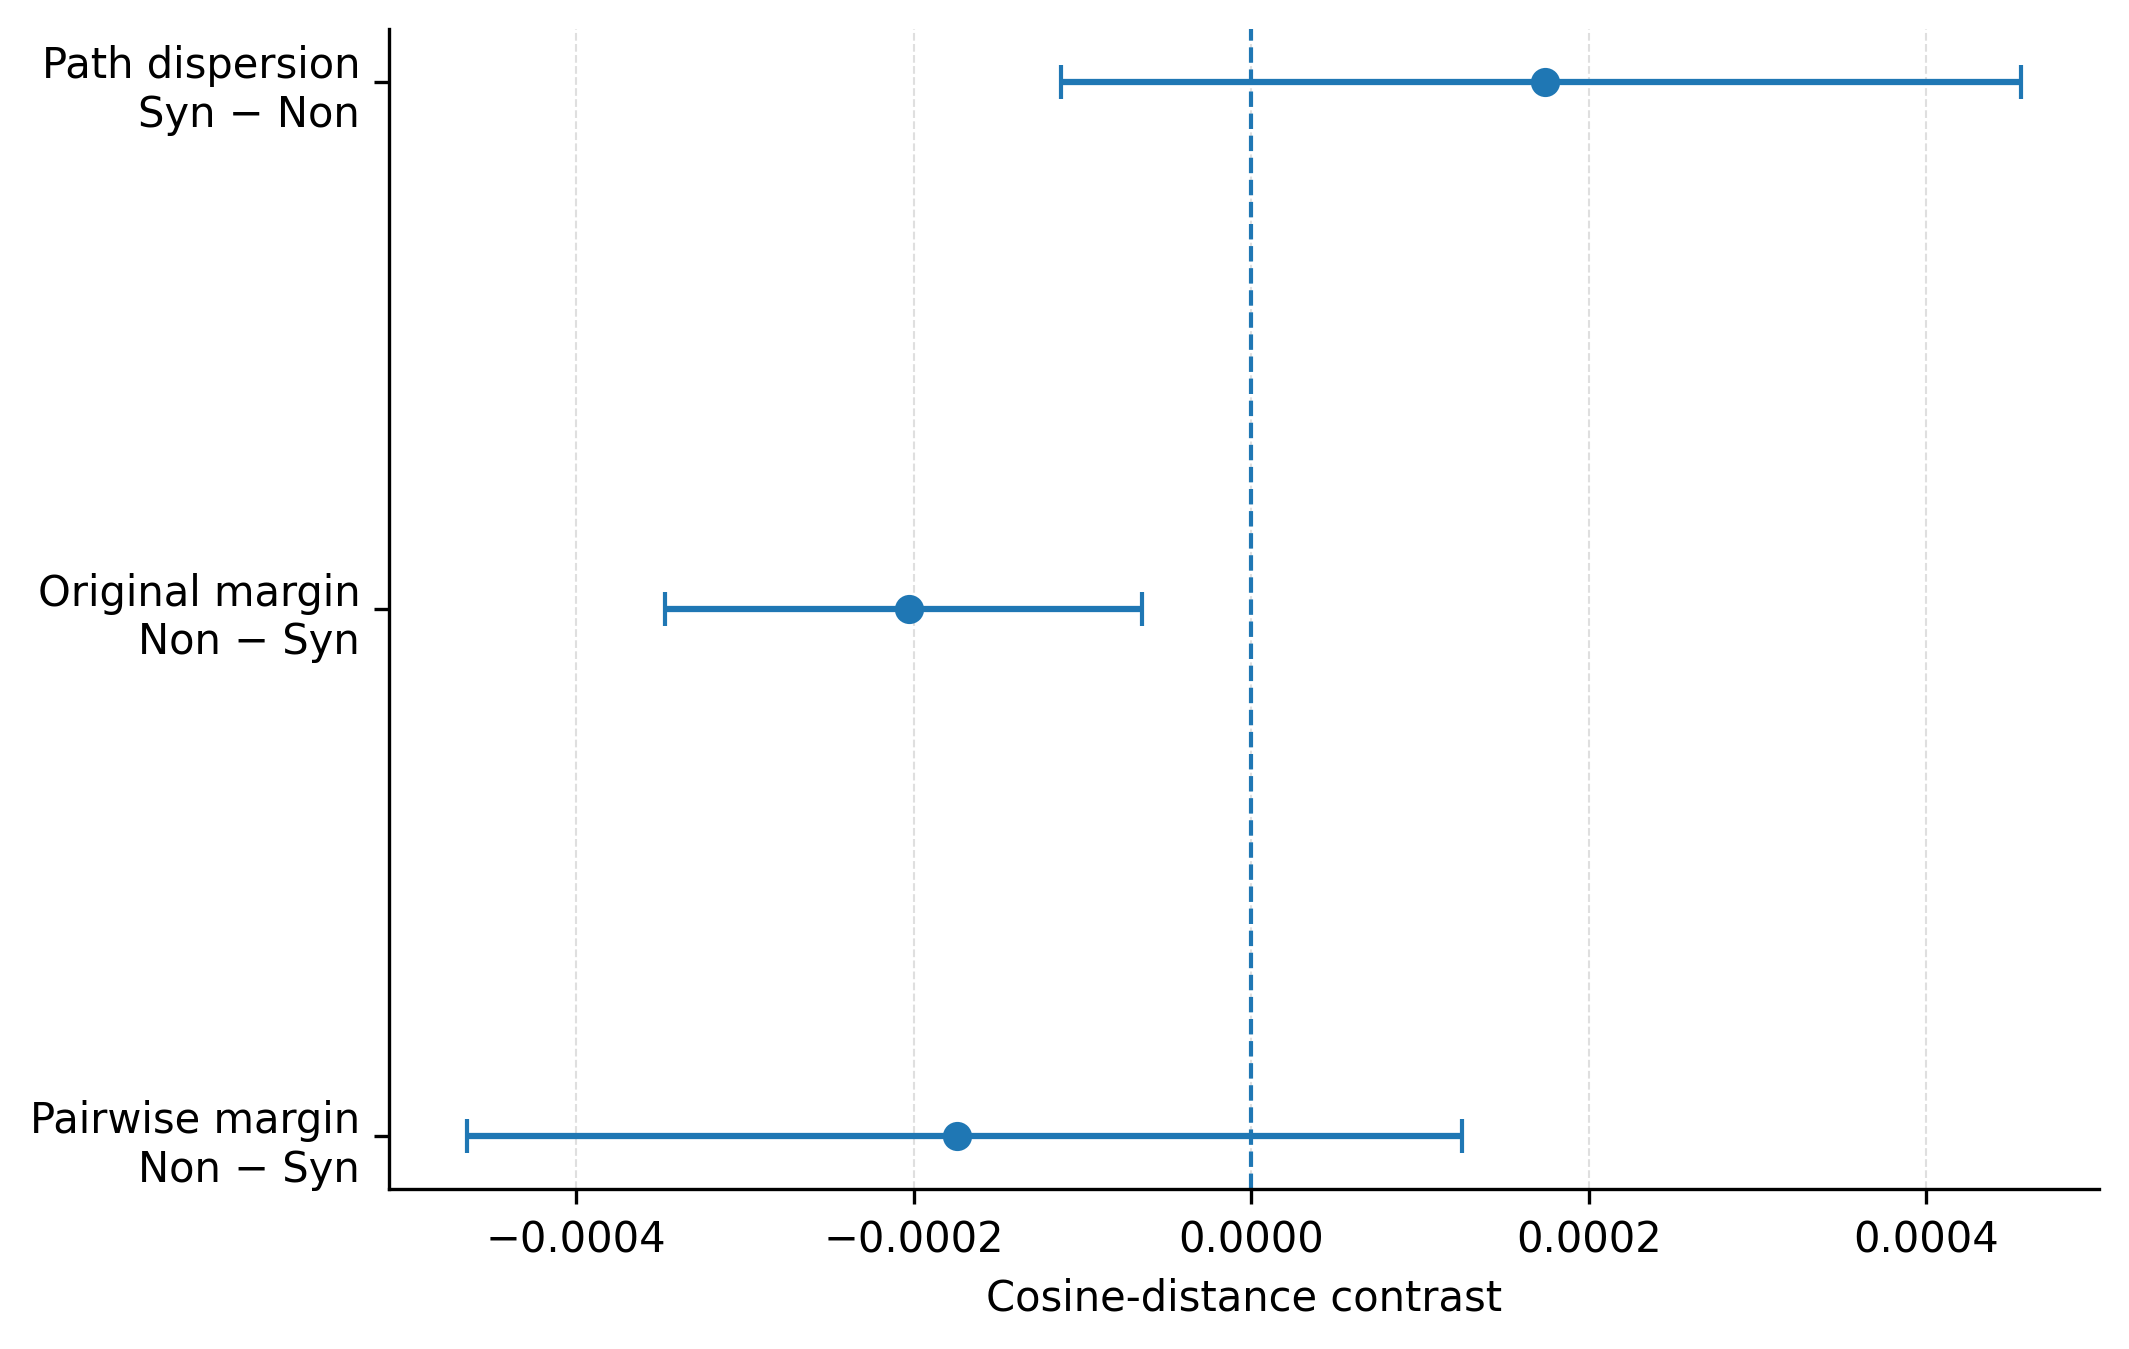 Path dispersion
Syn − Non
Original margin
Non − Syn
Pairwise margin
Non − Syn
−0.0004
−0.0002
0.0000
0.0002
0.0004
Cosine-distance contrast